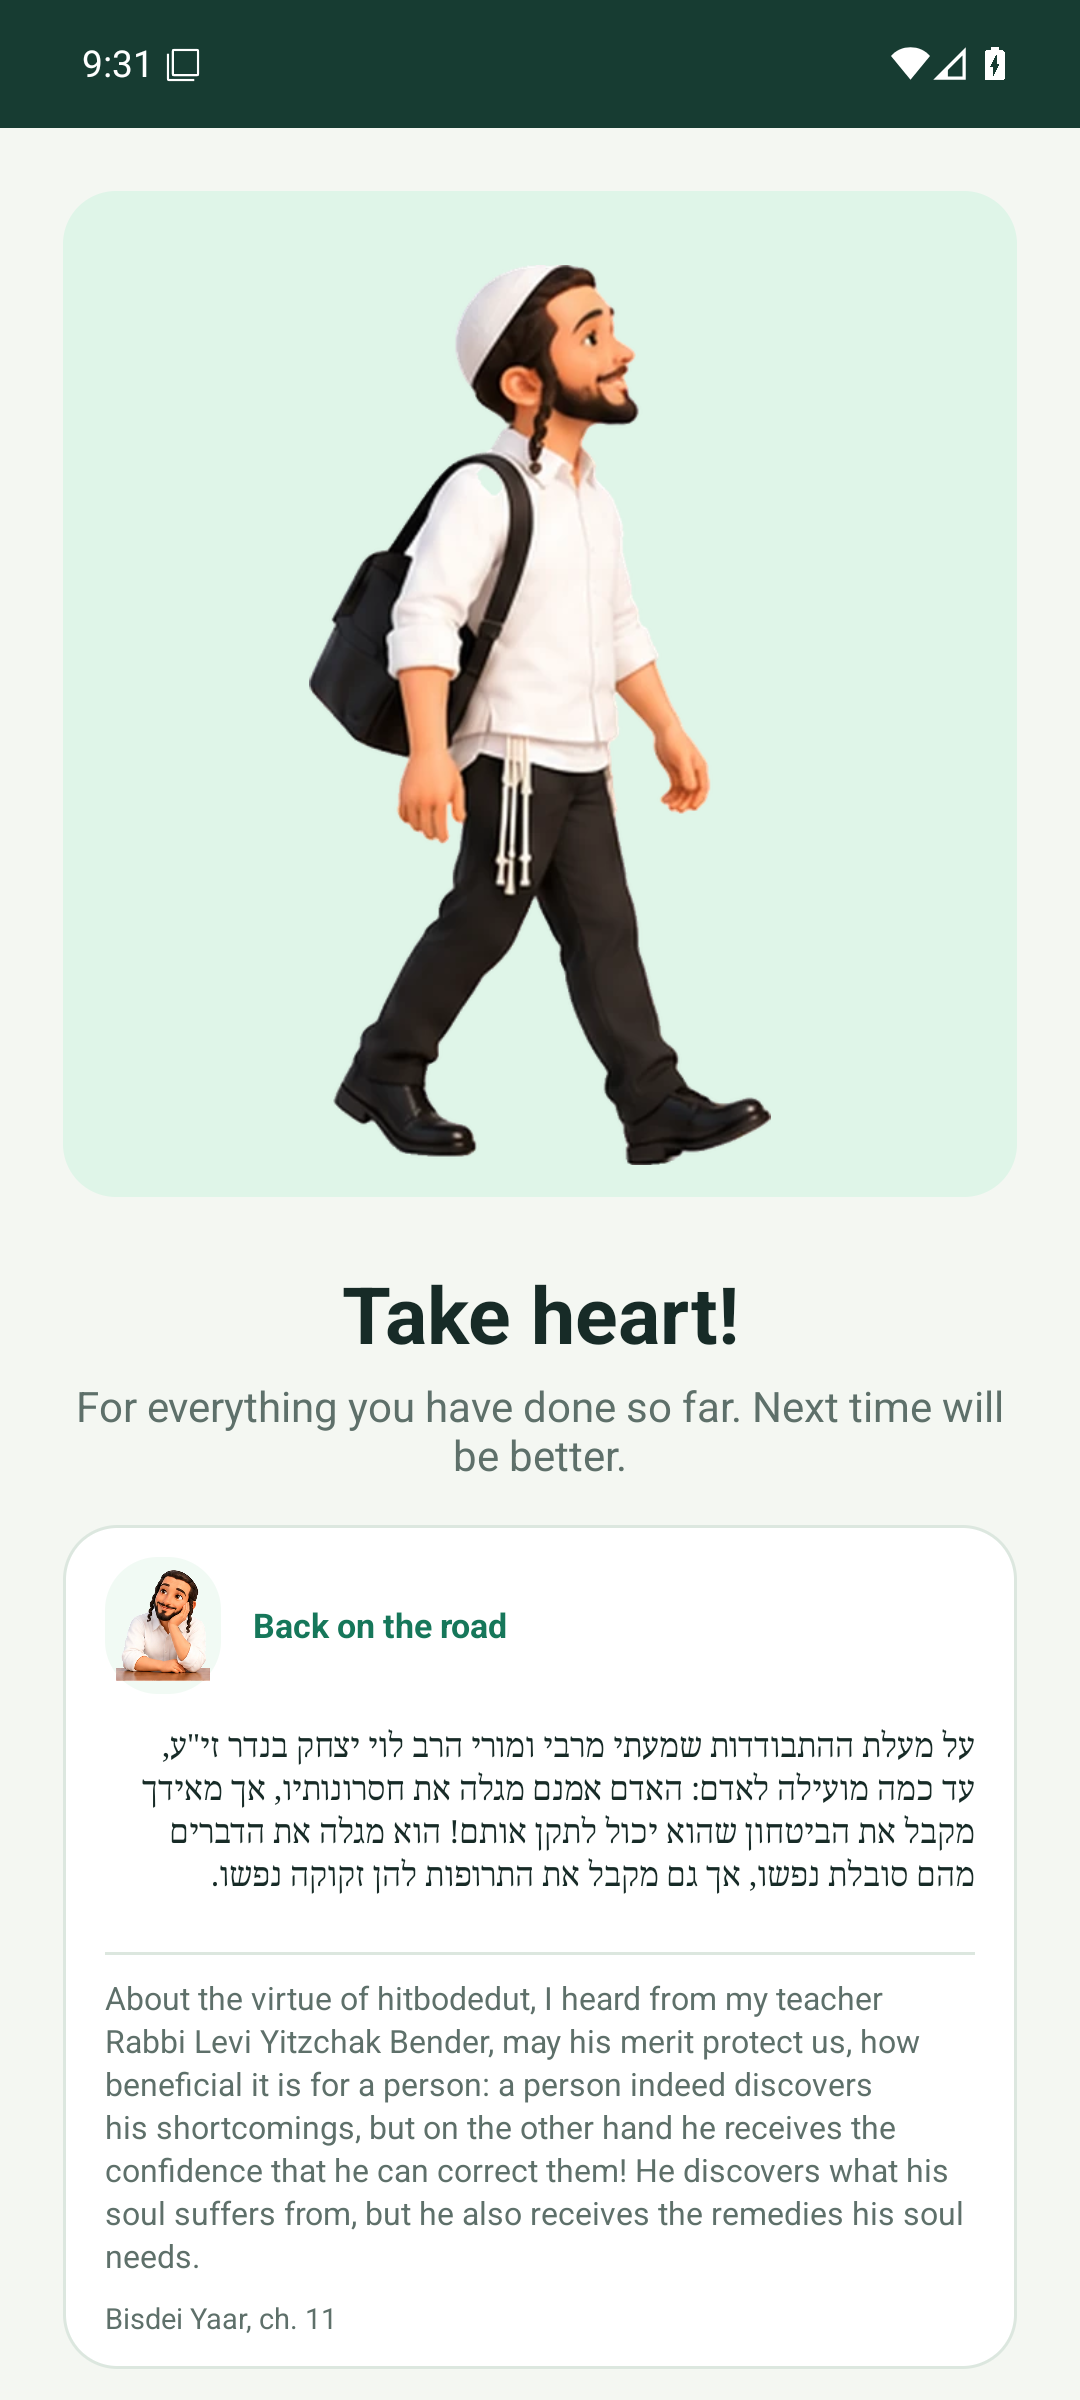 9:31
Take heart!
For everything you have done so far. Next time will
be better.
Back on the road
על מעלת ההתבודדות שמעתי מרבי ומורי הרב לוי יצחק בנדר זי"ע,
עד כמה מועילה לאדם: האדם אמנם מגלה את חסרונותיו, אך מאידך
מקבל את הביטחון שהוא יכול לתקן אותם! הוא מגלה את הדברים
מהם סובלת נפשו, אך גם מקבל את התרופות להן זקוקה נפשו.
About the virtue of hitbodedut, I heard from my teacher
Rabbi Levi Yitzchak Bender, may his merit protect us, how
beneficial it is for a person: a person indeed discovers
his shortcomings, but on the other hand he receives the
confidence that he can correct them! He discovers what his
soul suffers from, but he also receives the remedies his soul
needs.
Bisdei Yaar, ch. 11